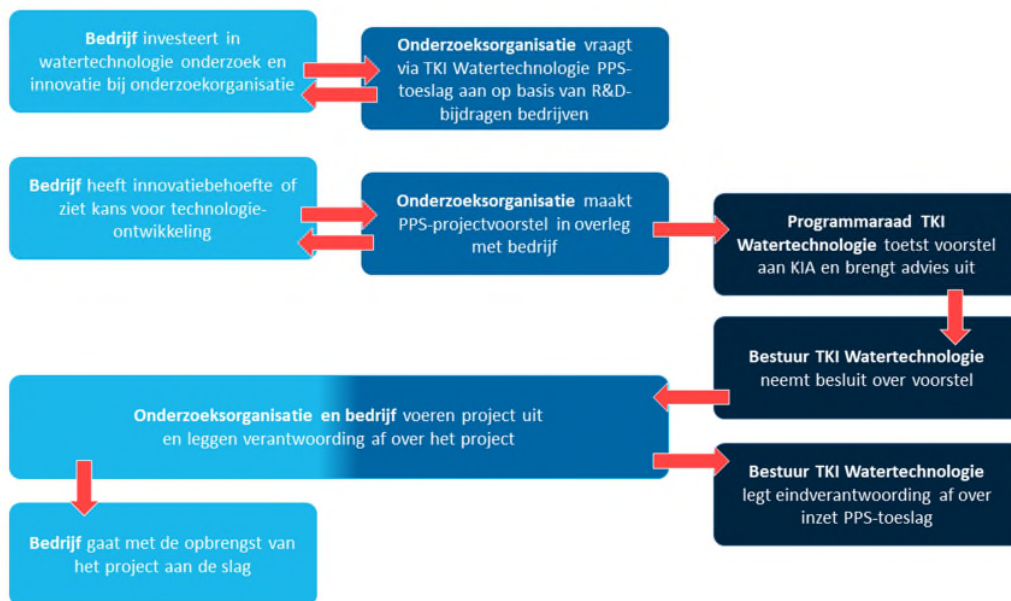 Bedrijf investeert in
watertechnologie onderzoek en
innovatie bij onderzoekorganisatie
Onderzoeksorganisatie vraagt
via TKI Watertechnologie PPS-
toeslag aan op basis van R&D-
bijdragen bedrijven
Bedrijf heeft innovatiebehoefte of
ziet kans voor technologie-
ontwikkeling
Onderzoeksorganisatie maakt
PPS-projectvoorstel in overleg
met bedrijf
Programmaraad TKI
Watertechnologie toetst voorstel
aan KIA en brengt advies uit
Bestuur TKI Watertechnologie
neemt besluit over voorstel
Onderzoeksorganisatie en bedrijf voeren project uit
en leggen verantwoording af over het project
Bestuur TKI Watertechnologie
legt eindverantwoording af over
inzet PPS-toeslag
Bedrijf gaat met de opbrengst van
het project aan de slag